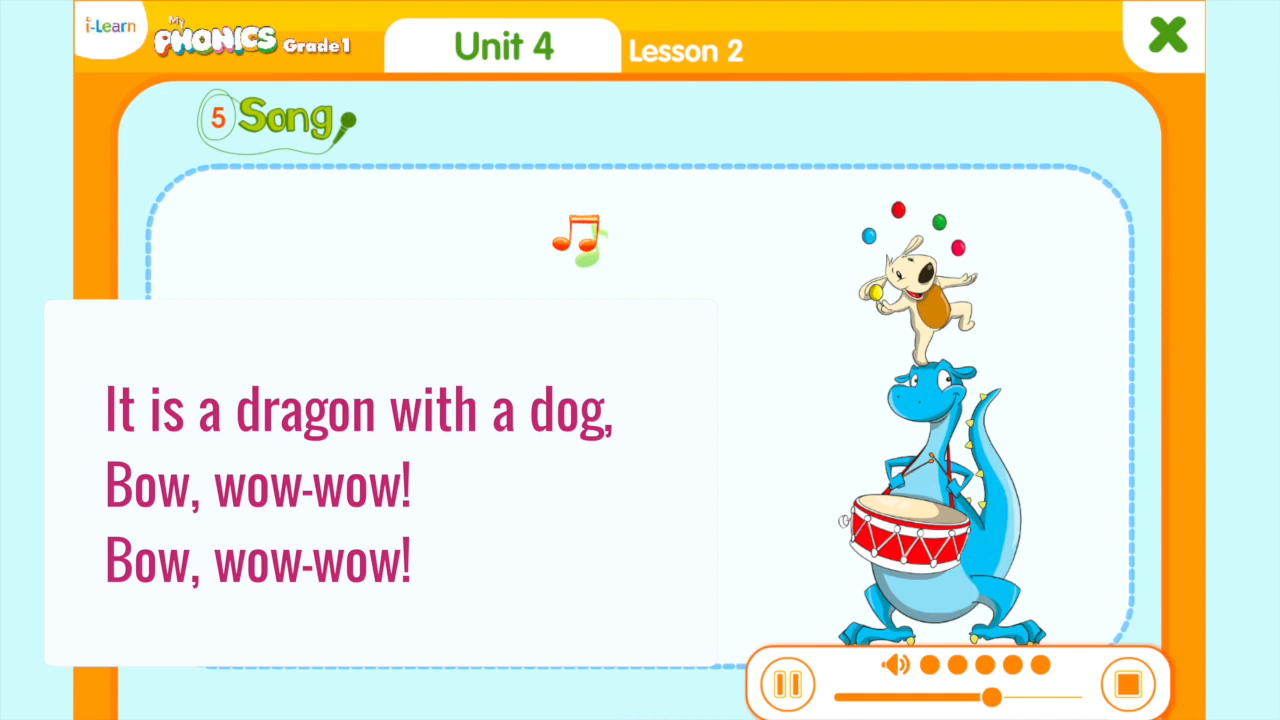 i-Learn
My
PHONICS Grade 1
Unit 4
Lesson 2
5 Song
It is a dragon with a dog,
Bow, wow-wow!
Bow, wow-wow!